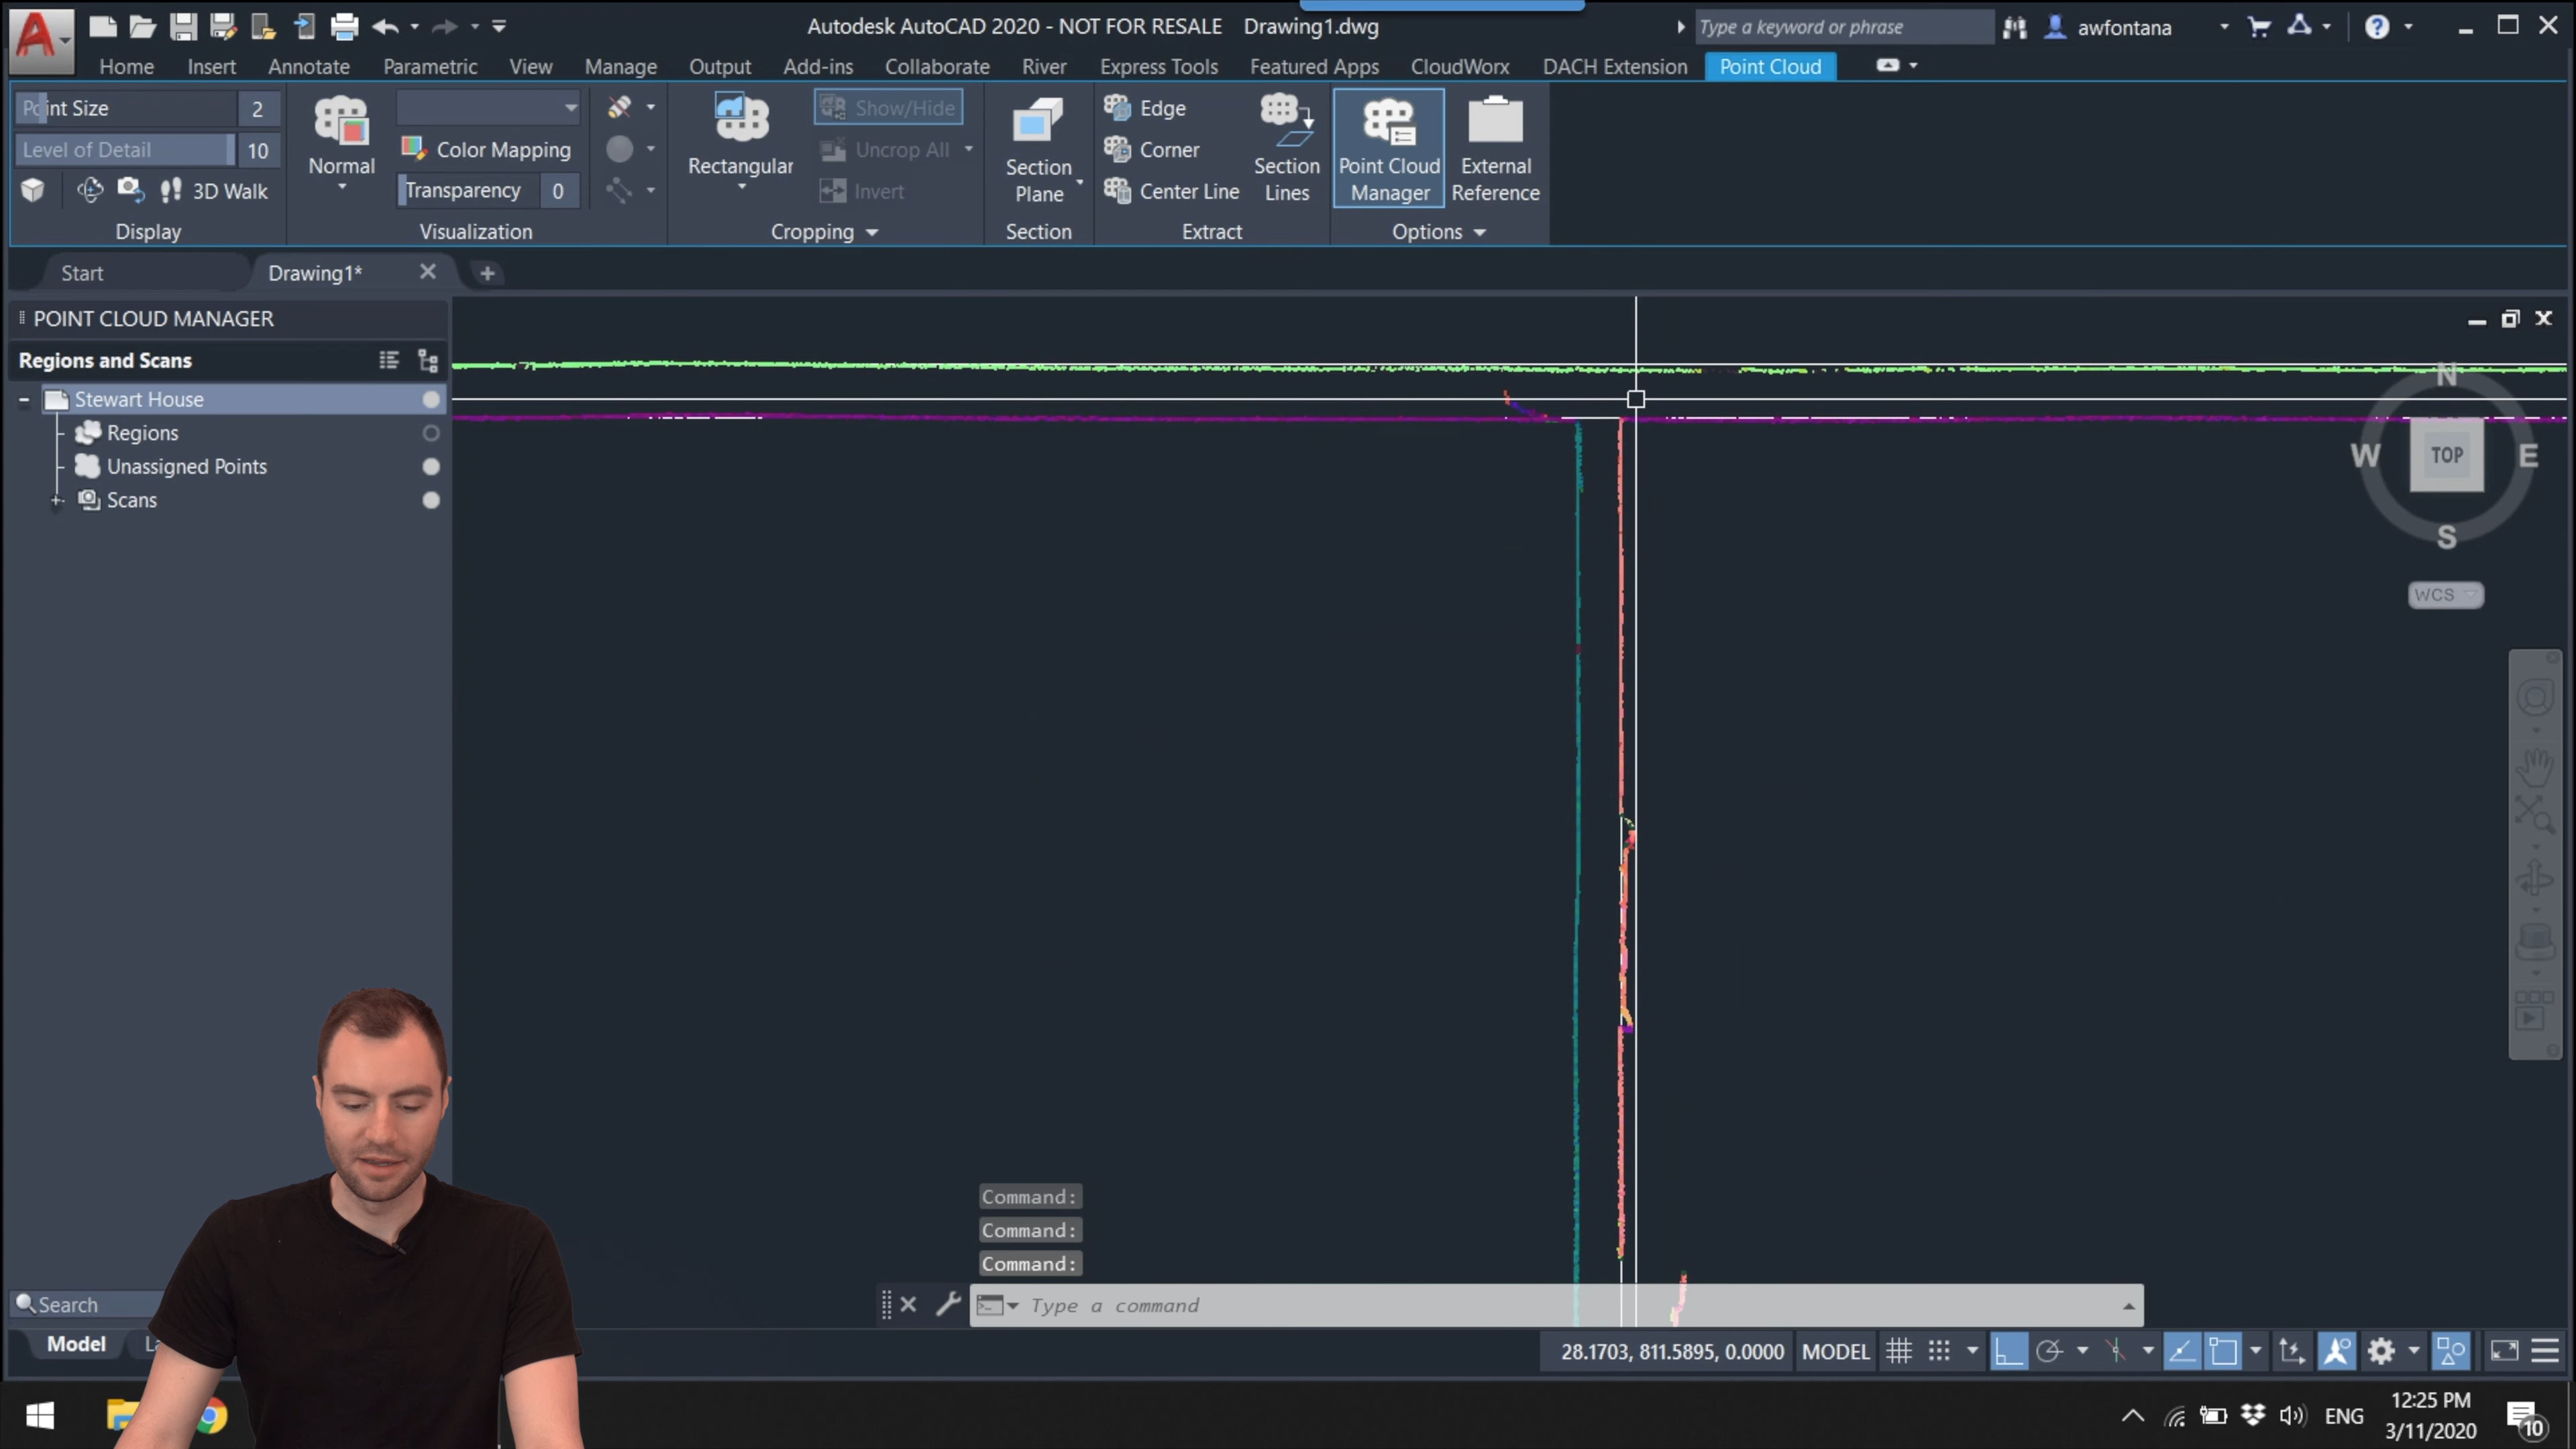 Autodesk AutoCAD 2020 - NOT FOR RESALE Drawing1.dwg
Type a keyword or phrase
awfontana
Home Insert Annotate Parametric View Manage Output Add-ins Collaborate River Express Tools Featured Apps CloudWorx DACH Extension Point Cloud
Point Size 2
Level of Detail 10
3D Walk
Display
Normal
Color Mapping
Transparency 0
Visualization
Rectangular
Show/Hide
Uncrop All
Invert
Cropping
Section
Plane
Section
Edge
Corner
Center Line
Section
Lines
Extract
Point Cloud
Manager
External
Reference
Options
Start
Drawing1*
POINT CLOUD MANAGER
Regions and Scans
Stewart House
Regions
Unassigned Points
Scans
N
W
TOP
E
S
WCS
Command:
Command:
Command:
Type a command
Search
Model
28.1703, 811.5895, 0.0000 MODEL
ENG
12:25 PM
3/11/2020
10